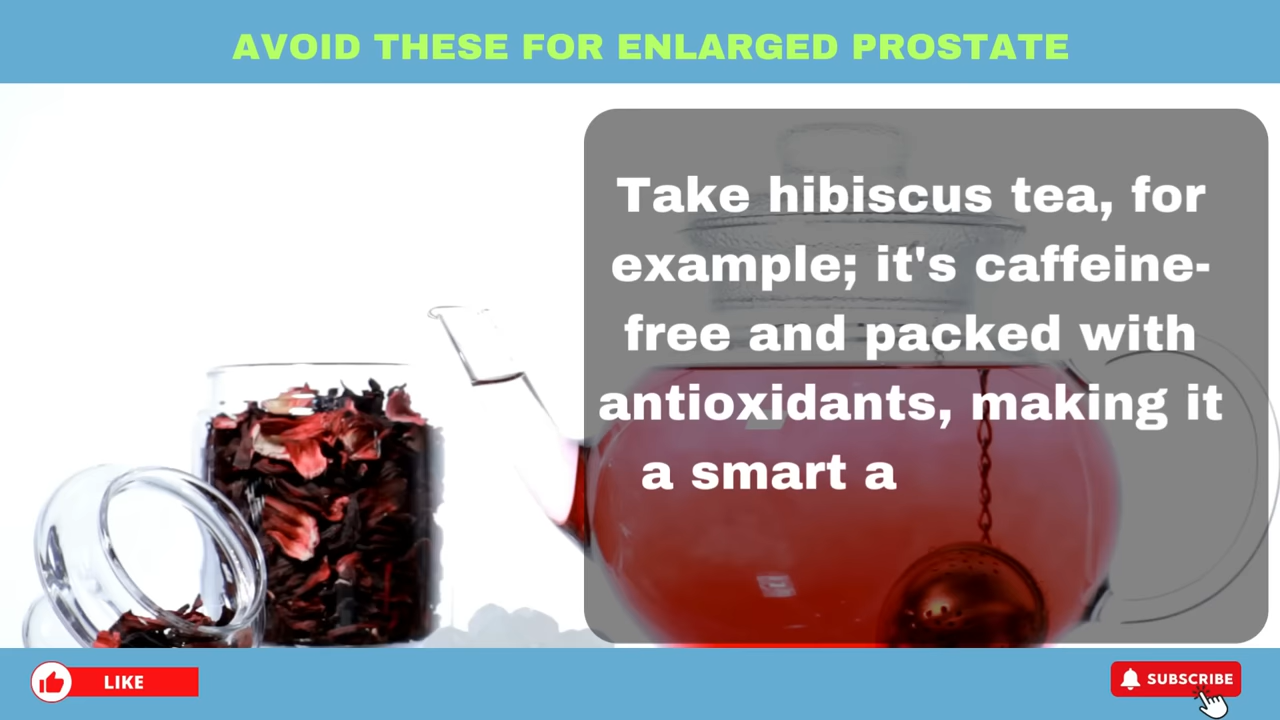 AVOID THESE FOR ENLARGED PROSTATE
Take hibiscus tea, for
example; it's caffeine-
free and packed with
antioxidants, making it
a smart a
LIKE
SUBSCRIBE